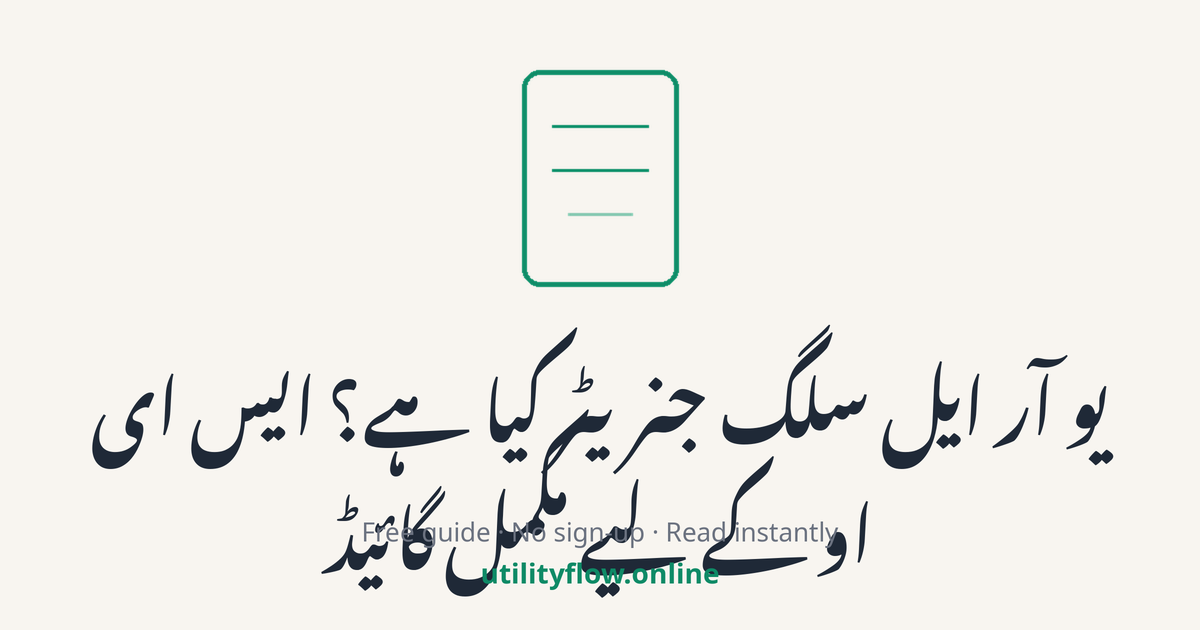 یو آر ایل سلگ جنریٹر کیا ہے؟ ایس ای
او کے لیے مکمل گائیڈ
Free guide · No sign-up · Read instantly
utilityflow.online